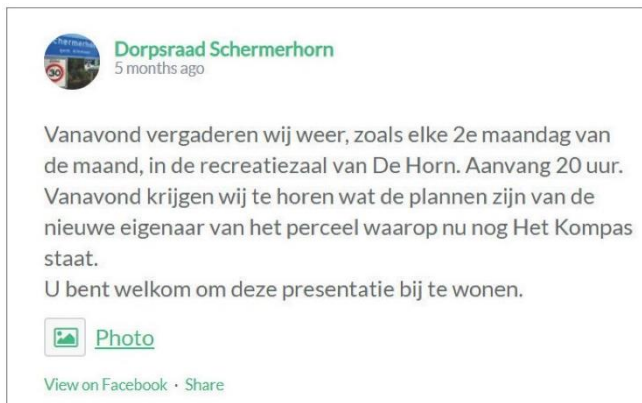 Dorpsraad Schermerhorn
5 months ago
Vanavond vergaderen wij weer, zoals elke 2e maandag van
de maand, in de recreatiezaal van De Horn. Aanvang 20 uur.
Vanavond krijgen wij te horen wat de plannen zijn van de
nieuwe eigenaar van het perceel waarop nu nog Het Kompas
staat.
U bent welkom om deze presentatie bij te wonen.
Photo
View on Facebook · Share